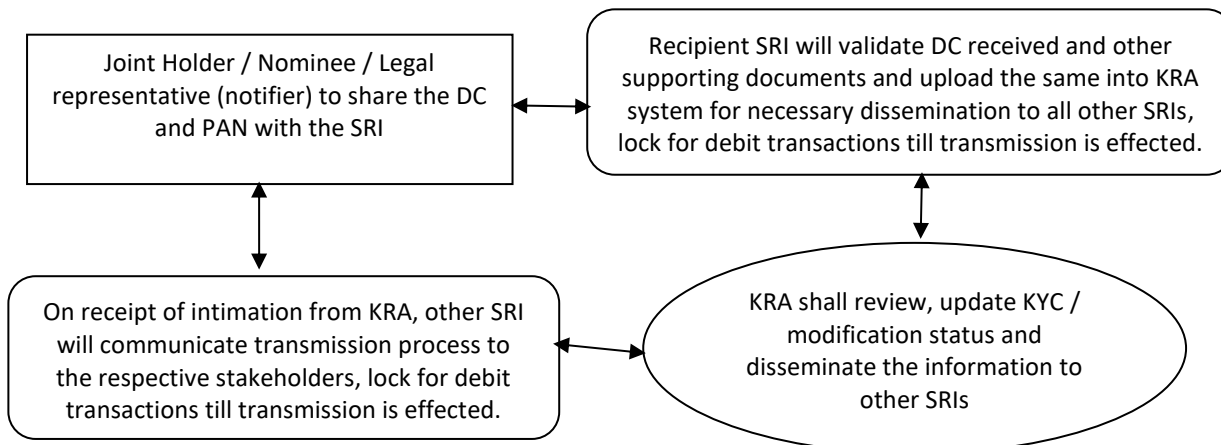 Joint Holder / Nominee / Legal
representative (notifier) to share the DC
and PAN with the SRI
Recipient SRI will validate DC received and other
supporting documents and upload the same into KRA
system for necessary dissemination to all other SRIs,
lock for debit transactions till transmission is effected.
On receipt of intimation from KRA, other SRI
will communicate transmission process to
the respective stakeholders, lock for debit
transactions till transmission is effected.
KRA shall review, update KYC /
modification status and
disseminate the information to
other SRIs